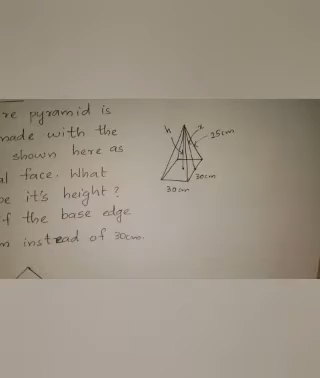 re pyramid is
made with the
shown here as
al face. What
be it's height?
f the base edge
m instead of 30cm.
h
x
25cm
30cm
30cm